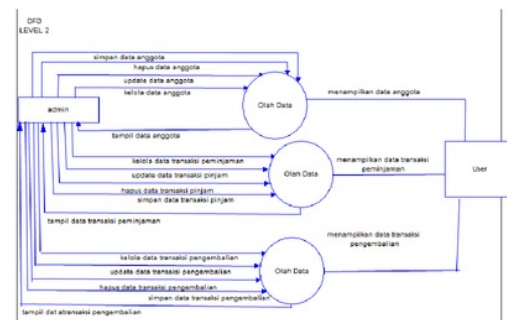 DFD
LEVEL 2
simpan data anggota
hapus data anggota
update data anggota
kelola data anggota
admin
Olah Data
menampilkan data anggota
tampil data anggota
kelola data transaksi peminjaman
update data transaksi pinjam
hapus data transaksi pinjam
simpan data transaksi pinjam
tampil data transaksi peminjaman
Olah Data
menampilkan data transaksi
peminjaman
User
menampilkan data transaksi
pengembalian
kelola data transaksi pengembalian
update data transaksi pengembalian
hapus data transaksi pengembalian
simpan data transaksi pengembalian
tampil dat atransaksi pengembalian
Olah Data